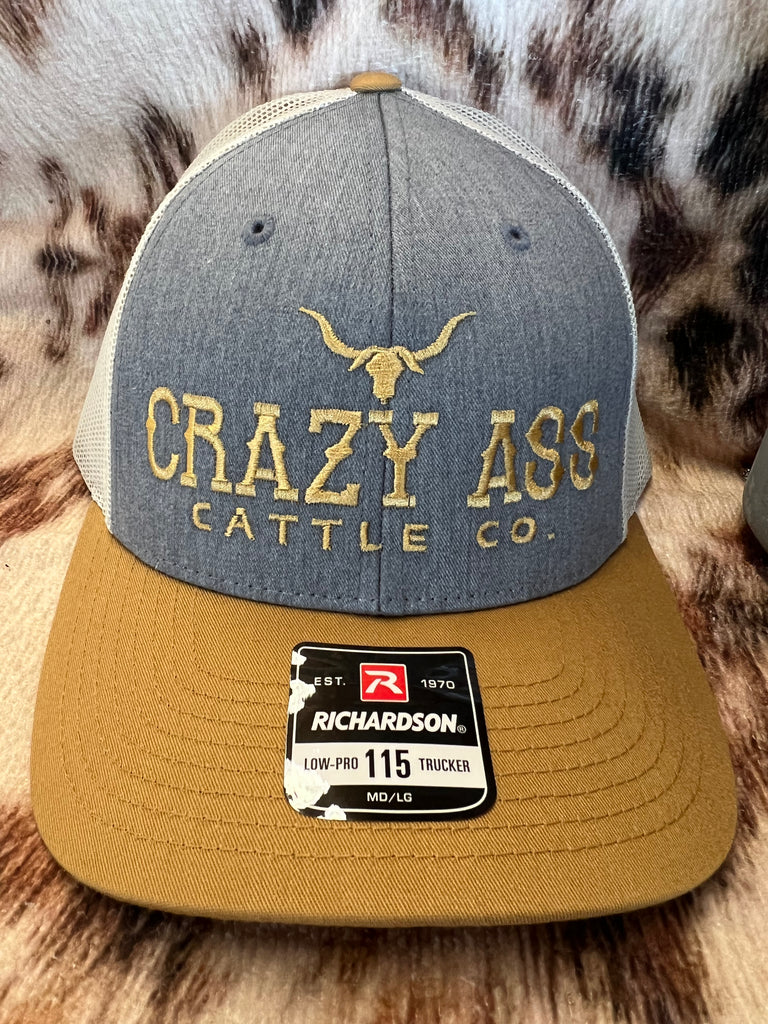 CRAZY ASS
CATTLE CO.
EST. R 1970
RICHARDSON®
LOW-PRO 115 TRUCKER
MD/LG